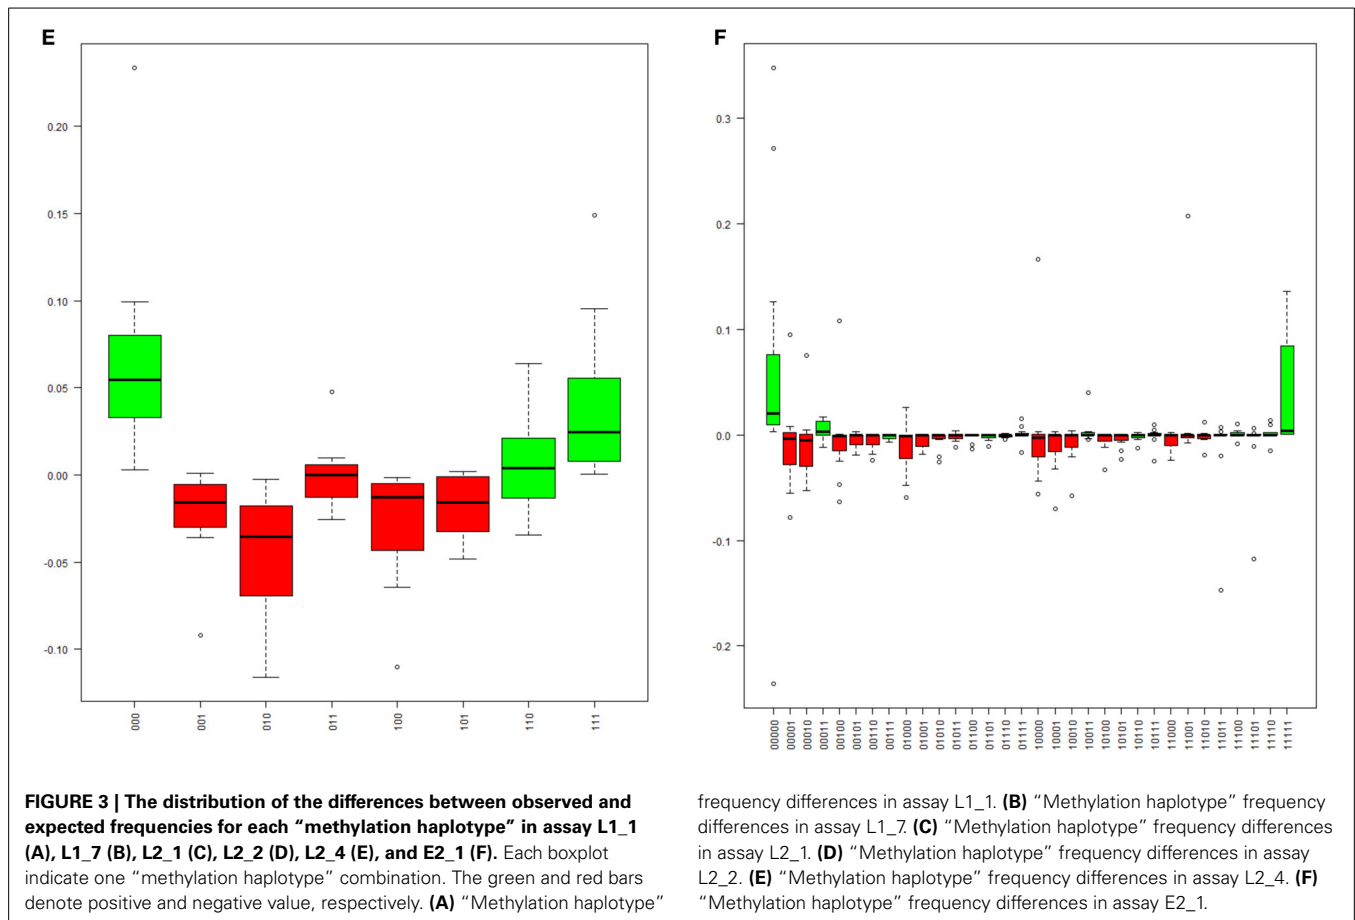 E
0.20
0.15
0.10
0.05
0.00
-0.05
-0.10
000 001 010 011 100 101 110 111
F
0.3
0.2
0.1
0.0
-0.1
-0.2
00000 00001 00010 00011 00100 00101 00110 00111 01000 01001 01010 01011 01100 01101 01110 01111 10000 10001 10010 10011 10100 10101 10110 10111 11000 11001 11010 11011 11100 11101 11110 11111
FIGURE 3 | The distribution of the differences between observed and
expected frequencies for each “methylation haplotype” in assay L1_1
(A), L1_7 (B), L2_1 (C), L2_2 (D), L2_4 (E), and E2_1 (F). Each boxplot
indicate one “methylation haplotype” combination. The green and red bars
denote positive and negative value, respectively. (A) “Methylation haplotype”
frequency differences in assay L1_1. (B) “Methylation haplotype” frequency
differences in assay L1_7. (C) “Methylation haplotype” frequency differences
in assay L2_1. (D) “Methylation haplotype” frequency differences in assay
L2_2. (E) “Methylation haplotype” frequency differences in assay L2_4. (F)
“Methylation haplotype” frequency differences in assay E2_1.